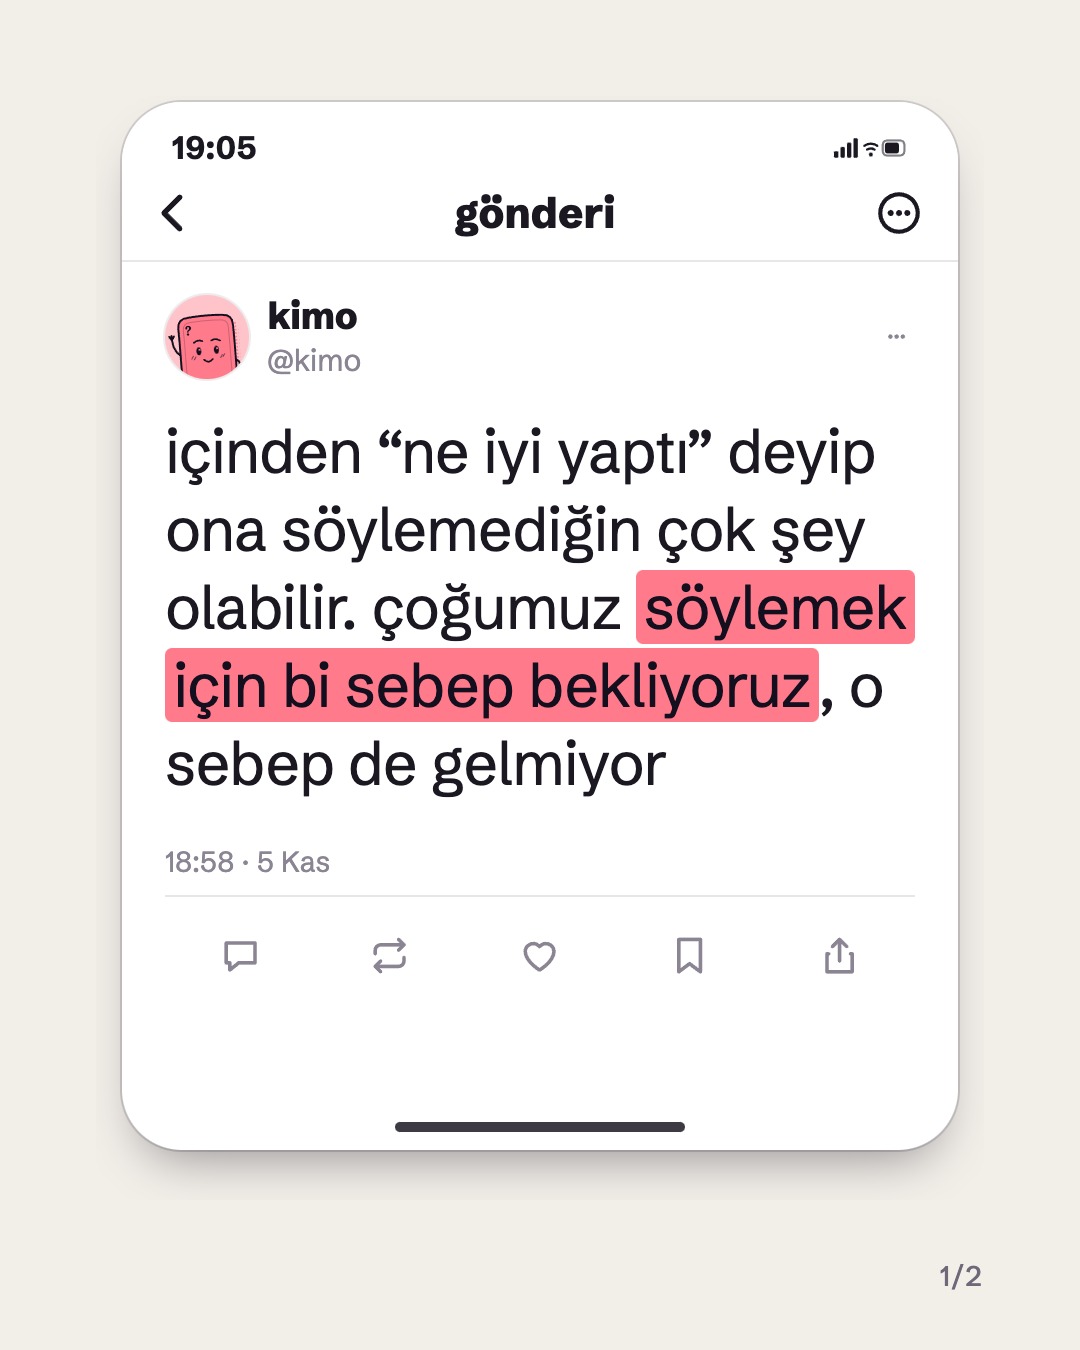 19:05
gönderi
?
kimo
@kimo
içinden “ne iyi yaptı” deyip
ona söylemediğin çok şey
olabilir. çoğumuz söylemek
için bi sebep bekliyoruz, o
sebep de gelmiyor
18:58 · 5 Kas
1/2